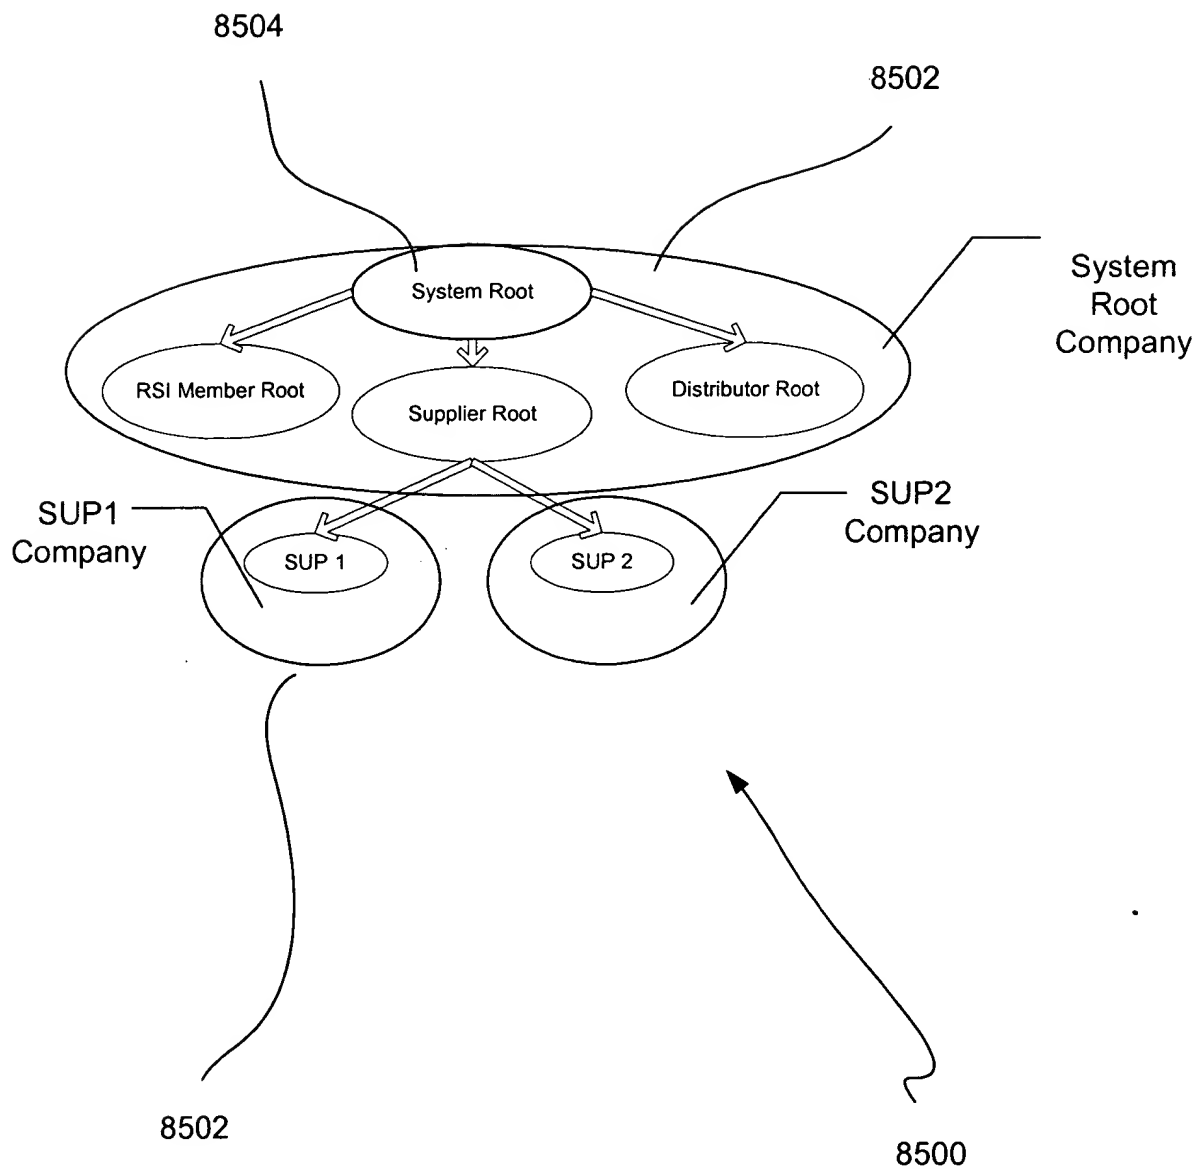 8504
8502
System Root
System
Root
Company
RSI Member Root
Supplier Root
Distributor Root
SUP1
Company
SUP2
Company
SUP 1
SUP 2
8502
8500